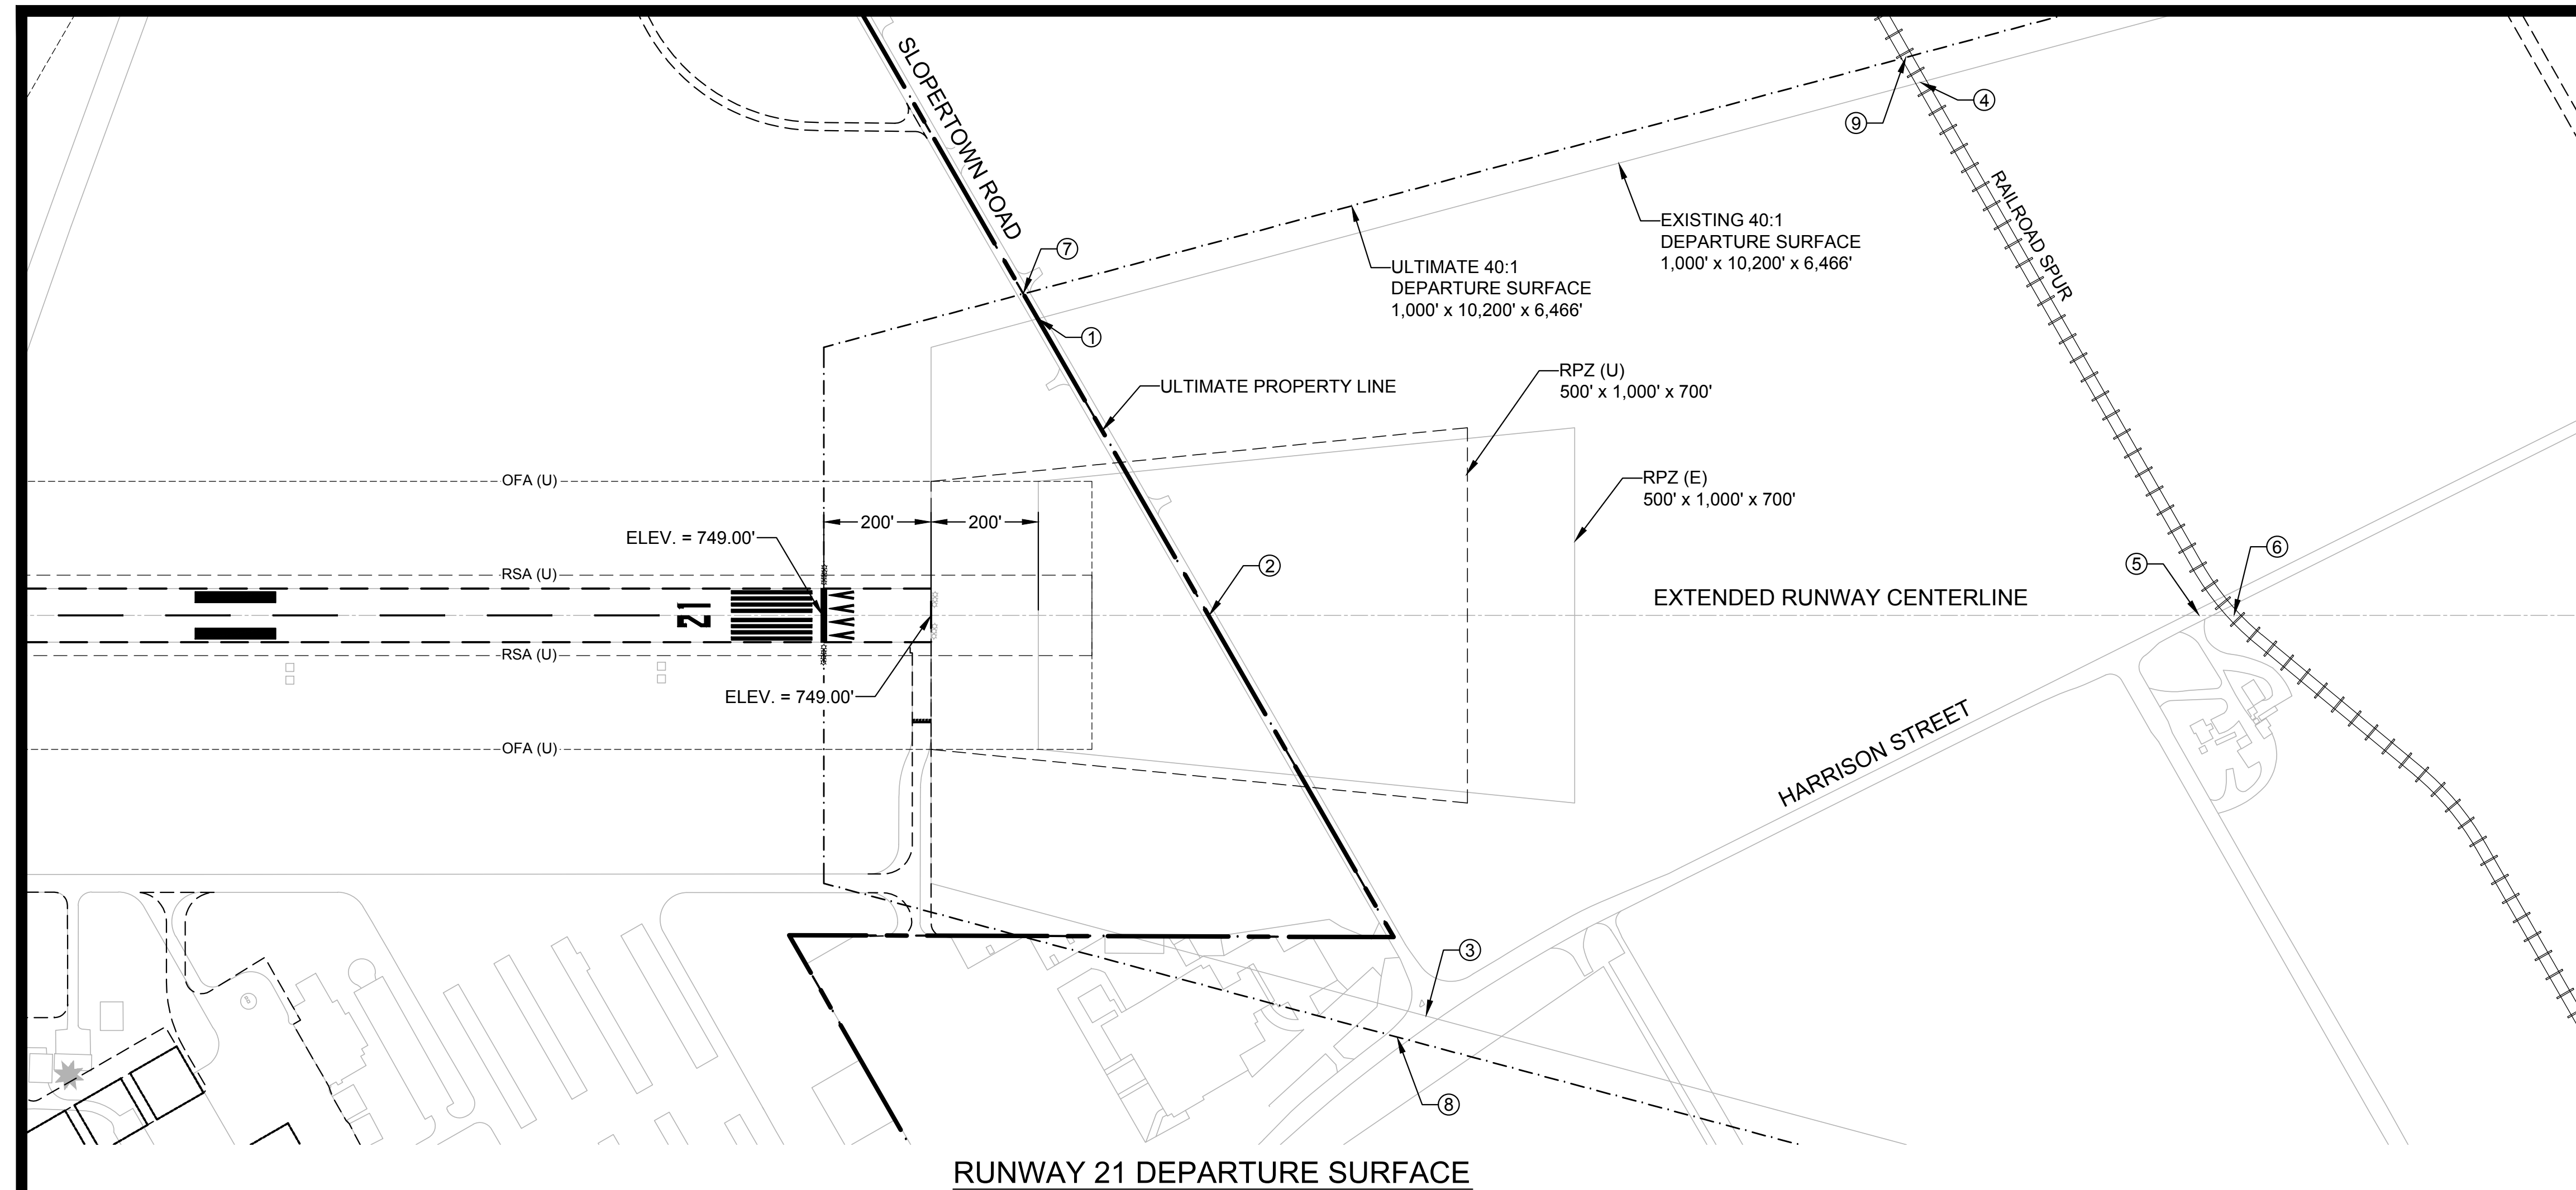 SLOPERTOWN ROAD
⑨
④
RAILROAD SPUR
EXISTING 40:1
DEPARTURE SURFACE
1,000' x 10,200' x 6,466'
⑦
ULTIMATE 40:1
DEPARTURE SURFACE
1,000' x 10,200' x 6,466'
①
ULTIMATE PROPERTY LINE
RPZ (U)
500' x 1,000' x 700'
OFA (U)
RPZ (E)
500' x 1,000' x 700'
200'
200'
ELEV. = 749.00'
RSA (U)
②
⑤
⑥
EXTENDED RUNWAY CENTERLINE
21
RSA (U)
ELEV. = 749.00'
OFA (U)
HARRISON STREET
③
⑧
RUNWAY 21 DEPARTURE SURFACE